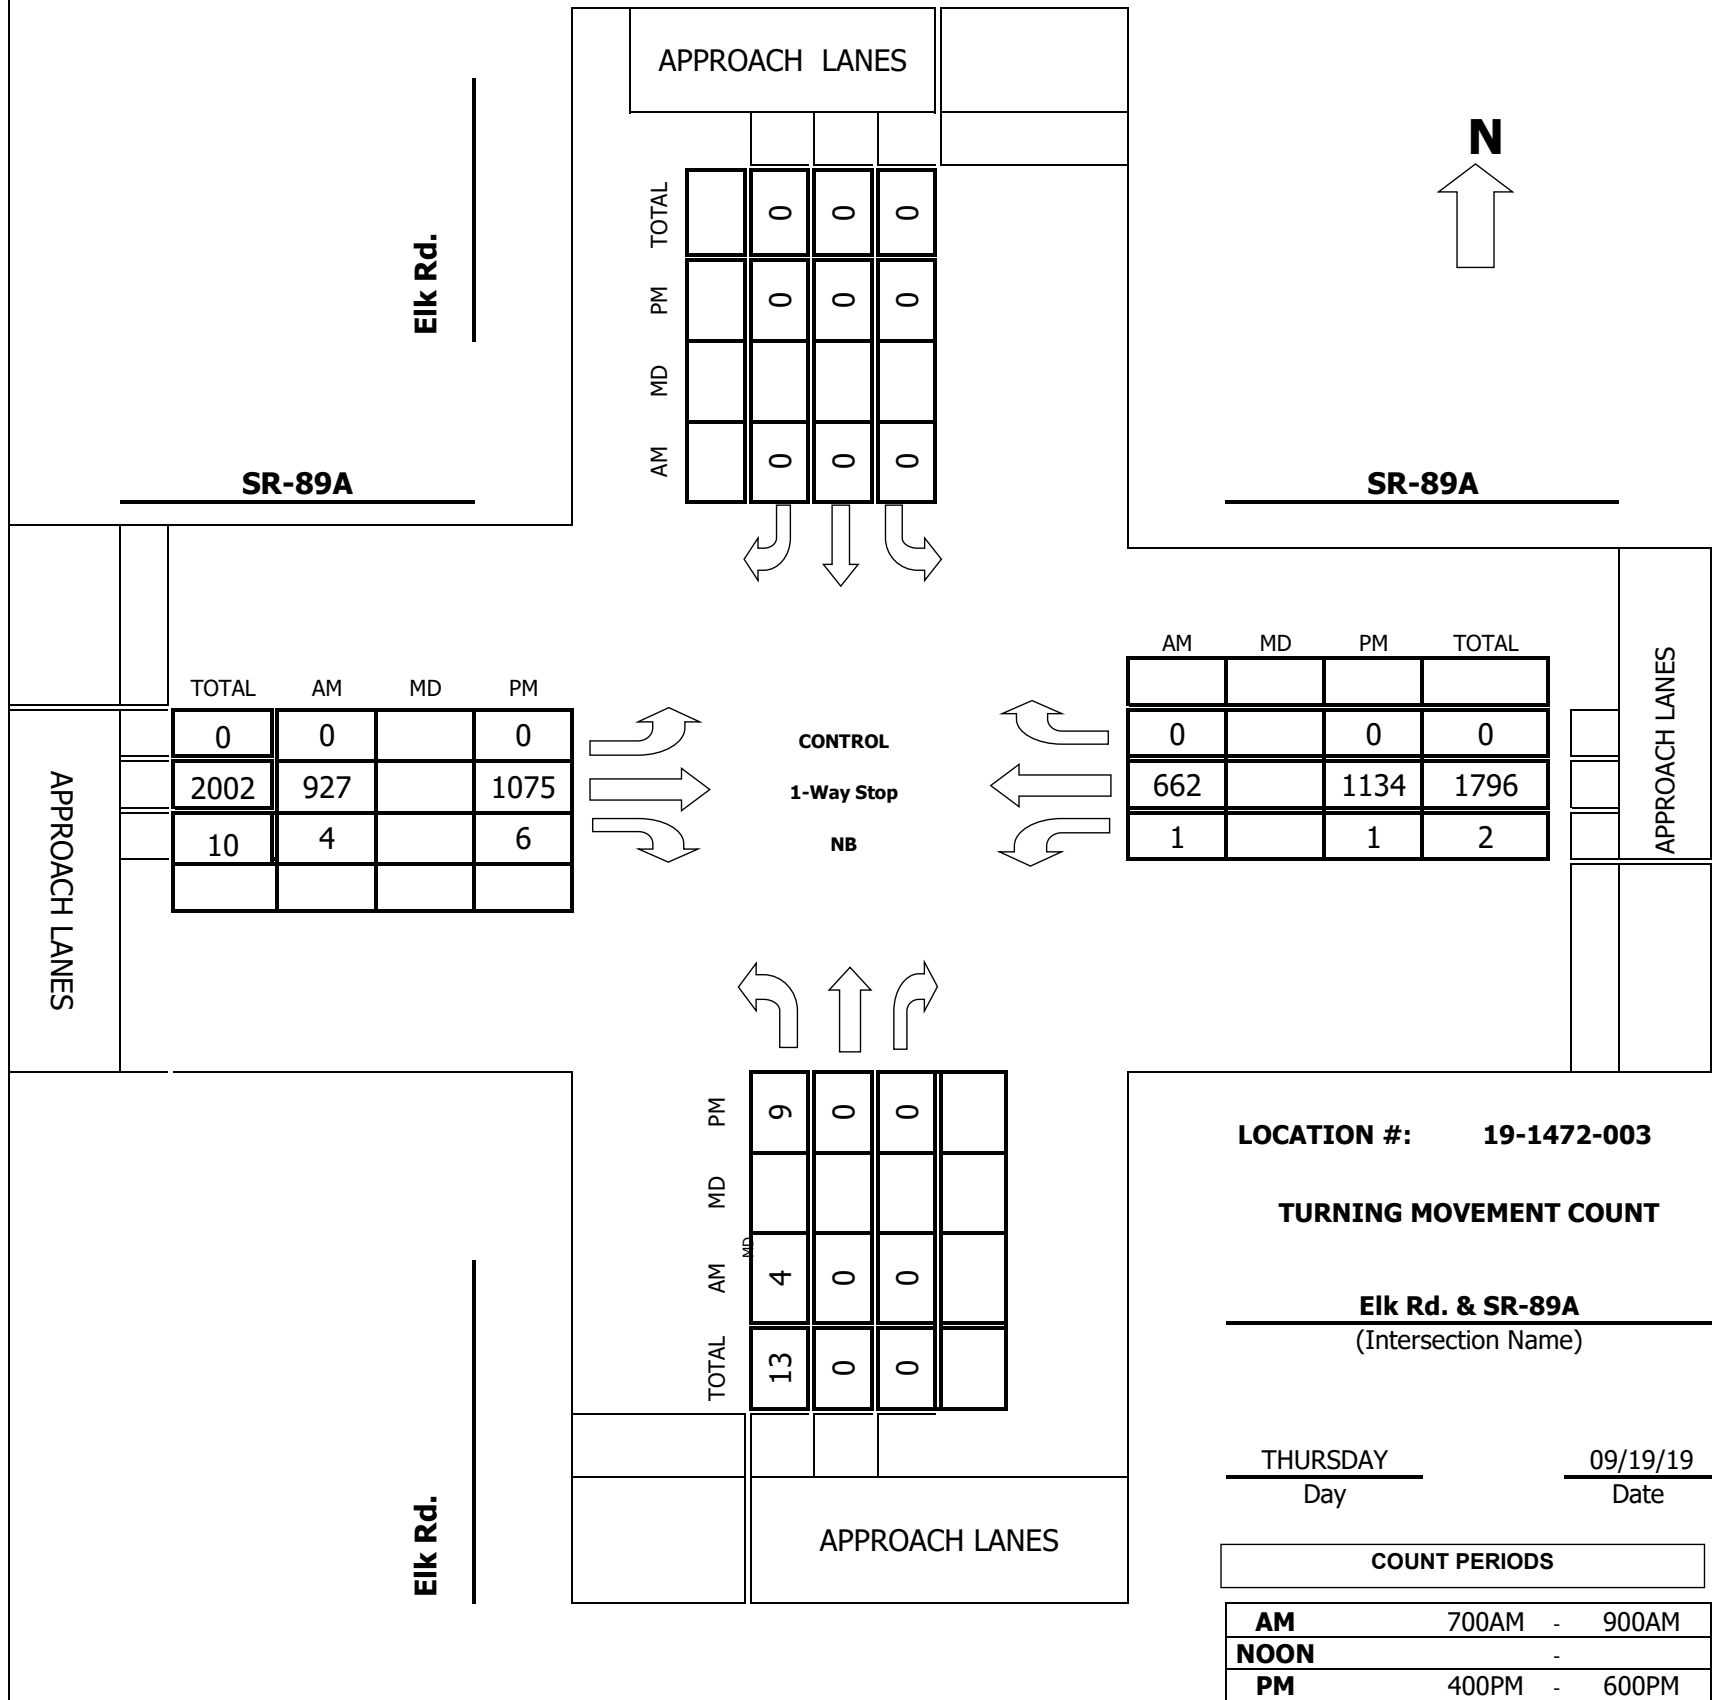 APPROACH LANES
N
TOTAL
0 0 0
PM
0 0 0
MD
AM
0 0 0
Elk Rd.
SR-89A
SR-89A
AM MD PM TOTAL
0 0 0
662 1134 1796
1 1 2
APPROACH LANES
TOTAL AM MD PM
0 0 0
2002 927 1075
10 4 6
APPROACH LANES
CONTROL
1-Way Stop
NB
PM
9 0 0
MD
MD
AM
4 0 0
TOTAL
13 0 0
APPROACH LANES
Elk Rd.
LOCATION #: 19-1472-003
TURNING MOVEMENT COUNT
Elk Rd. & SR-89A
(Intersection Name)
THURSDAY 09/19/19
Day Date
COUNT PERIODS
AM 700AM - 900AM
NOON -
PM 400PM - 600PM